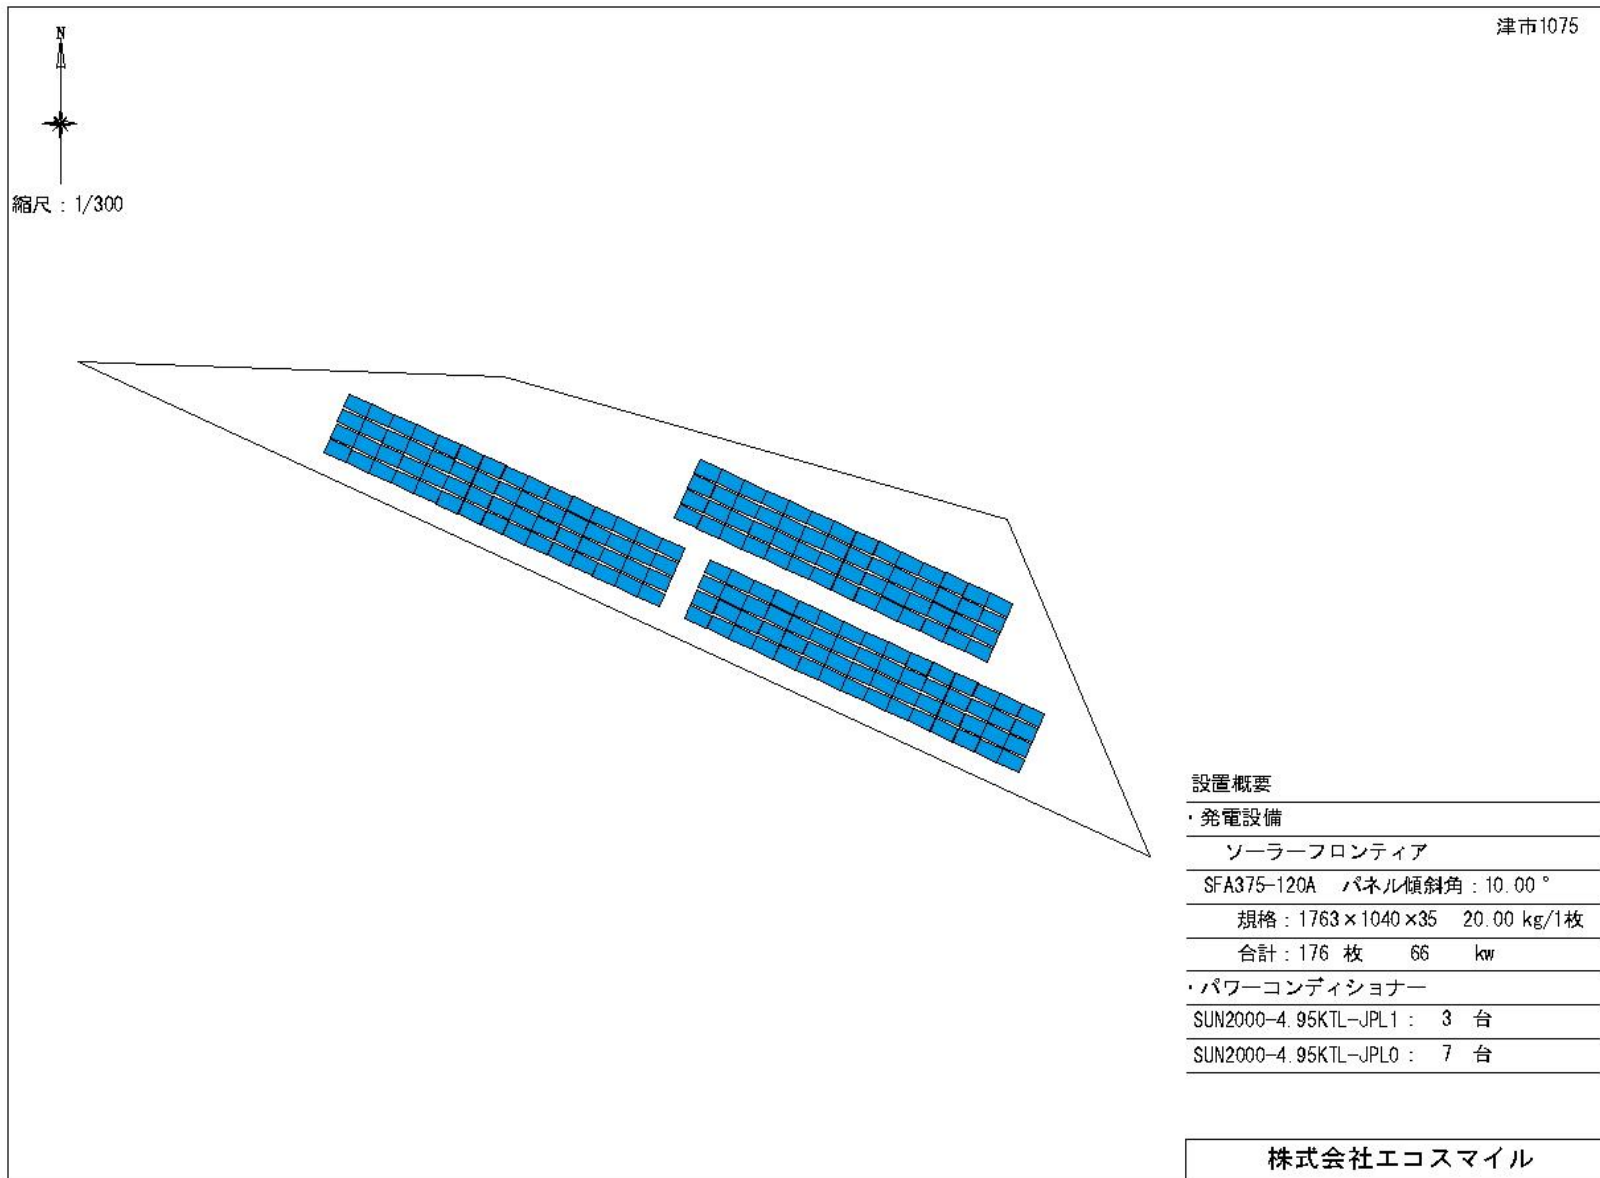 津市1075
N
縮尺:1/300
設置概要
・発電設備
ソーラーフロンティア
SFA375-120A パネル傾斜角:10.00°
規格:1763×1040×35 20.00 kg/1枚
合計:176 枚 66 kw
・パワーコンディショナー
SUN2000-4.95KTL-JPL1: 3 台
SUN2000-4.95KTL-JPL0: 7 台
株式会社エコスマイル